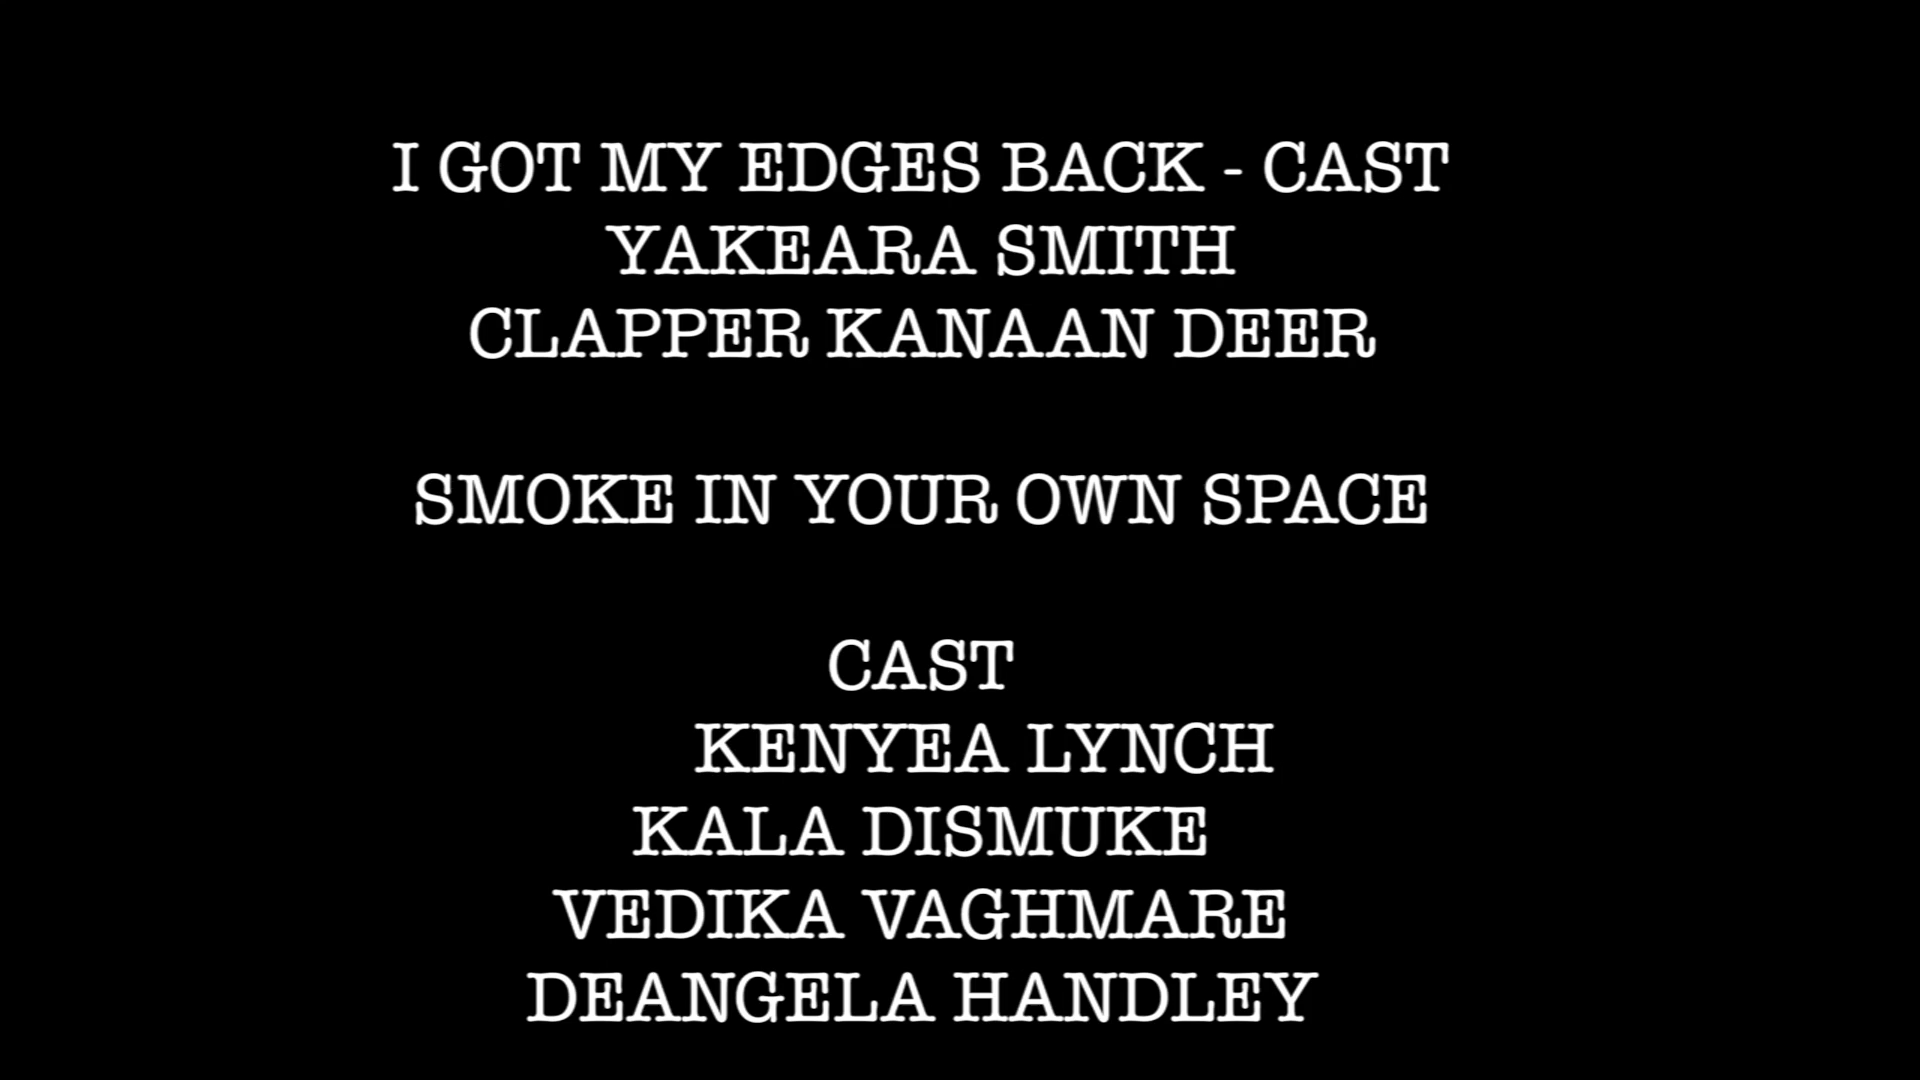 I GOT MY EDGES BACK - CAST
YAKEARA SMITH
CLAPPER KANAAN DEER
SMOKE IN YOUR OWN SPACE
CAST
KENYEA LYNCH
KALA DISMUKE
VEDIKA VAGHMARE
DEANGELA HANDLEY